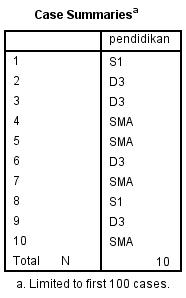 Case Summariesa
pendidikan
1 S1
2 D3
3 D3
4 SMA
5 SMA
6 D3
7 SMA
8 S1
9 D3
10 SMA
Total N 10
a. Limited to first 100 cases.